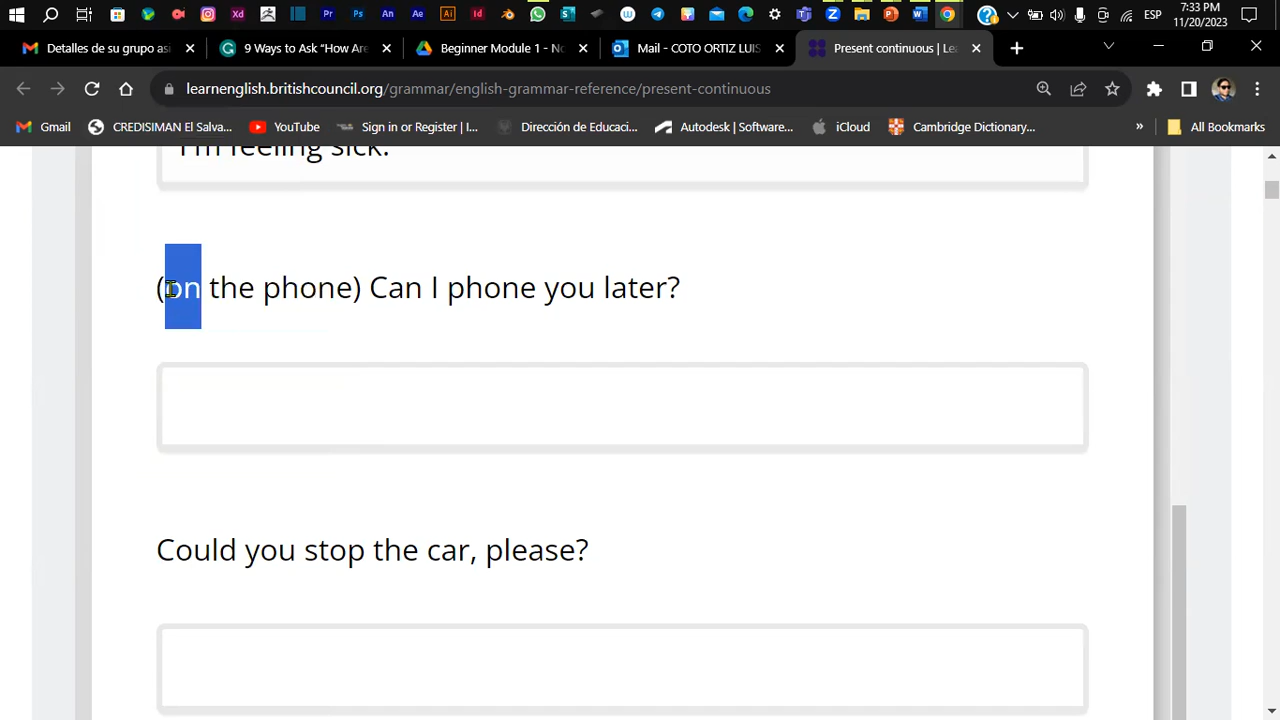 7:33 PM
ESP
11/20/2023
Detalles de su grupo asi
9 Ways to Ask “How Are
Beginner Module 1 - No
Mail - COTO ORTIZ LUIS
Present continuous | Lea
learnenglish.britishcouncil.org/grammar/english-grammar-reference/present-continuous
Gmail
CREDISIMAN El Salva...
YouTube
Sign in or Register | I...
Dirección de Educaci...
Autodesk | Software...
iCloud
Cambridge Dictionary...
»
All Bookmarks
I'm feeling sick.
(on the phone) Can I phone you later?
Could you stop the car, please?